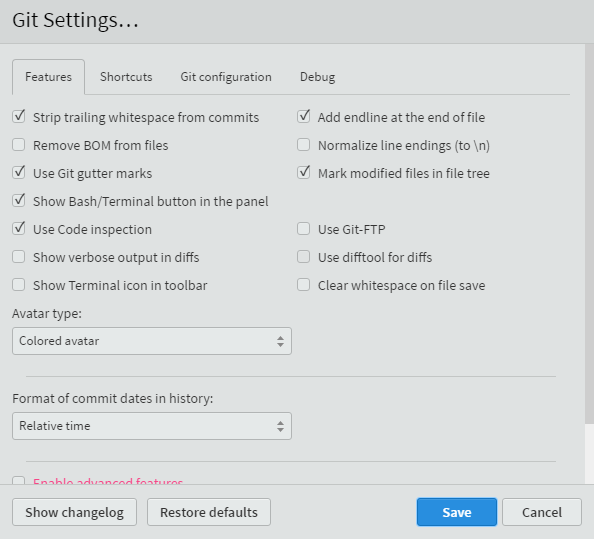 Git Settings…
Features Shortcuts Git configuration Debug
Strip trailing whitespace from commits Add endline at the end of file
Remove BOM from files Normalize line endings (to \n)
Use Git gutter marks Mark modified files in file tree
Show Bash/Terminal button in the panel
Use Code inspection Use Git-FTP
Show verbose output in diffs Use difftool for diffs
Show Terminal icon in toolbar Clear whitespace on file save
Avatar type:
Colored avatar
Format of commit dates in history:
Relative time
Enable advanced features
Show changelog Restore defaults Save Cancel